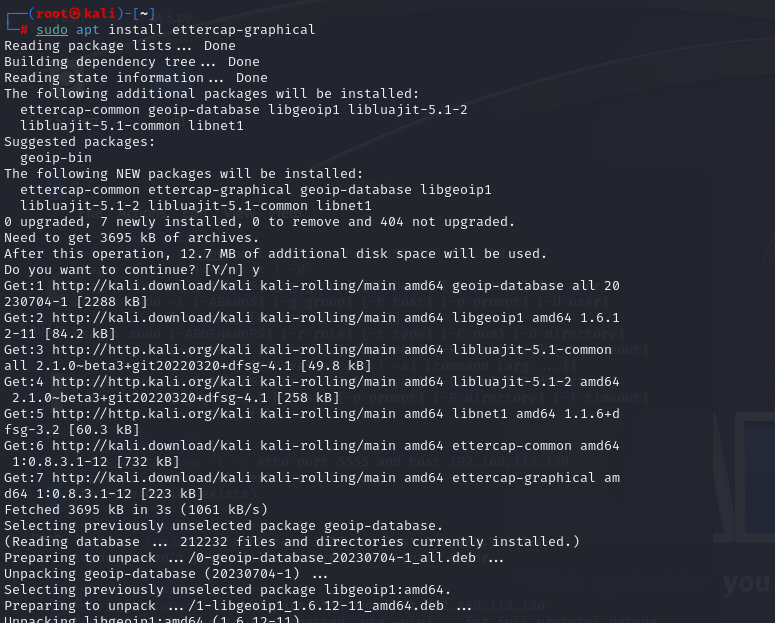 ┌──(root㉿kali)-[~]
└─# sudo apt install ettercap-graphical
Reading package lists... Done
Building dependency tree... Done
Reading state information... Done
The following additional packages will be installed:
  ettercap-common geoip-database libgeoip1 libluajit-5.1-2
  libluajit-5.1-common libnet1
Suggested packages:
  geoip-bin
The following NEW packages will be installed:
  ettercap-common ettercap-graphical geoip-database libgeoip1
  libluajit-5.1-2 libluajit-5.1-common libnet1
0 upgraded, 7 newly installed, 0 to remove and 404 not upgraded.
Need to get 3695 kB of archives.
After this operation, 12.7 MB of additional disk space will be used.
Do you want to continue? [Y/n] y
Get:1 http://kali.download/kali kali-rolling/main amd64 geoip-database all 20
230704-1 [2288 kB]
Get:2 http://kali.download/kali kali-rolling/main amd64 libgeoip1 amd64 1.6.1
2-11 [84.2 kB]
Get:3 http://http.kali.org/kali kali-rolling/main amd64 libluajit-5.1-common
all 2.1.0~beta3+git20220320+dfsg-4.1 [49.8 kB]
Get:4 http://http.kali.org/kali kali-rolling/main amd64 libluajit-5.1-2 amd64
 2.1.0~beta3+git20220320+dfsg-4.1 [258 kB]
Get:5 http://http.kali.org/kali kali-rolling/main amd64 libnet1 amd64 1.1.6+d
fsg-3.2 [60.3 kB]
Get:6 http://kali.download/kali kali-rolling/main amd64 ettercap-common amd64
 1:0.8.3.1-12 [732 kB]
Get:7 http://kali.download/kali kali-rolling/main amd64 ettercap-graphical am
d64 1:0.8.3.1-12 [223 kB]
Fetched 3695 kB in 3s (1061 kB/s)
Selecting previously unselected package geoip-database.
(Reading database ... 212232 files and directories currently installed.)
Preparing to unpack .../0-geoip-database_20230704-1_all.deb ...
Unpacking geoip-database (20230704-1) ...
Selecting previously unselected package libgeoip1:amd64.
Preparing to unpack .../1-libgeoip1_1.6.12-11_amd64.deb ...
Unpacking libgeoip1:amd64 (1.6.12-11)
you